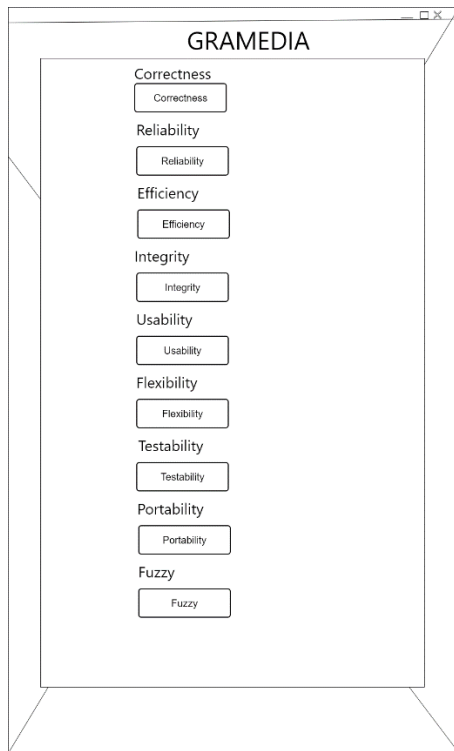 GRAMEDIA
Correctness
Correctness
Reliability
Reliability
Efficiency
Efficiency
Integrity
Integrity
Usability
Usability
Flexibility
Flexibility
Testability
Testability
Portability
Portability
Fuzzy
Fuzzy